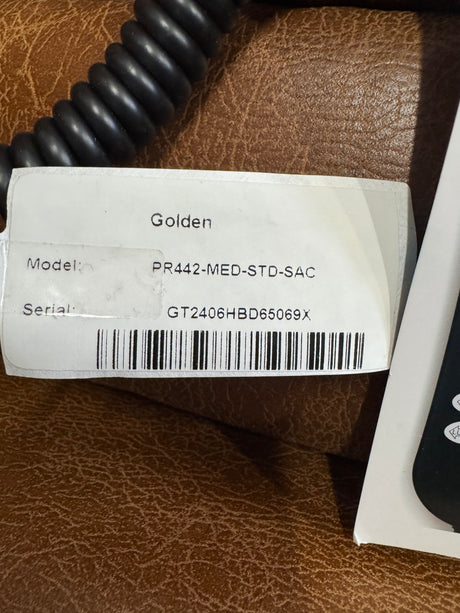 Golden
Model: PR442-MED-STD-SAC
Serial: GT2406HBD65069X